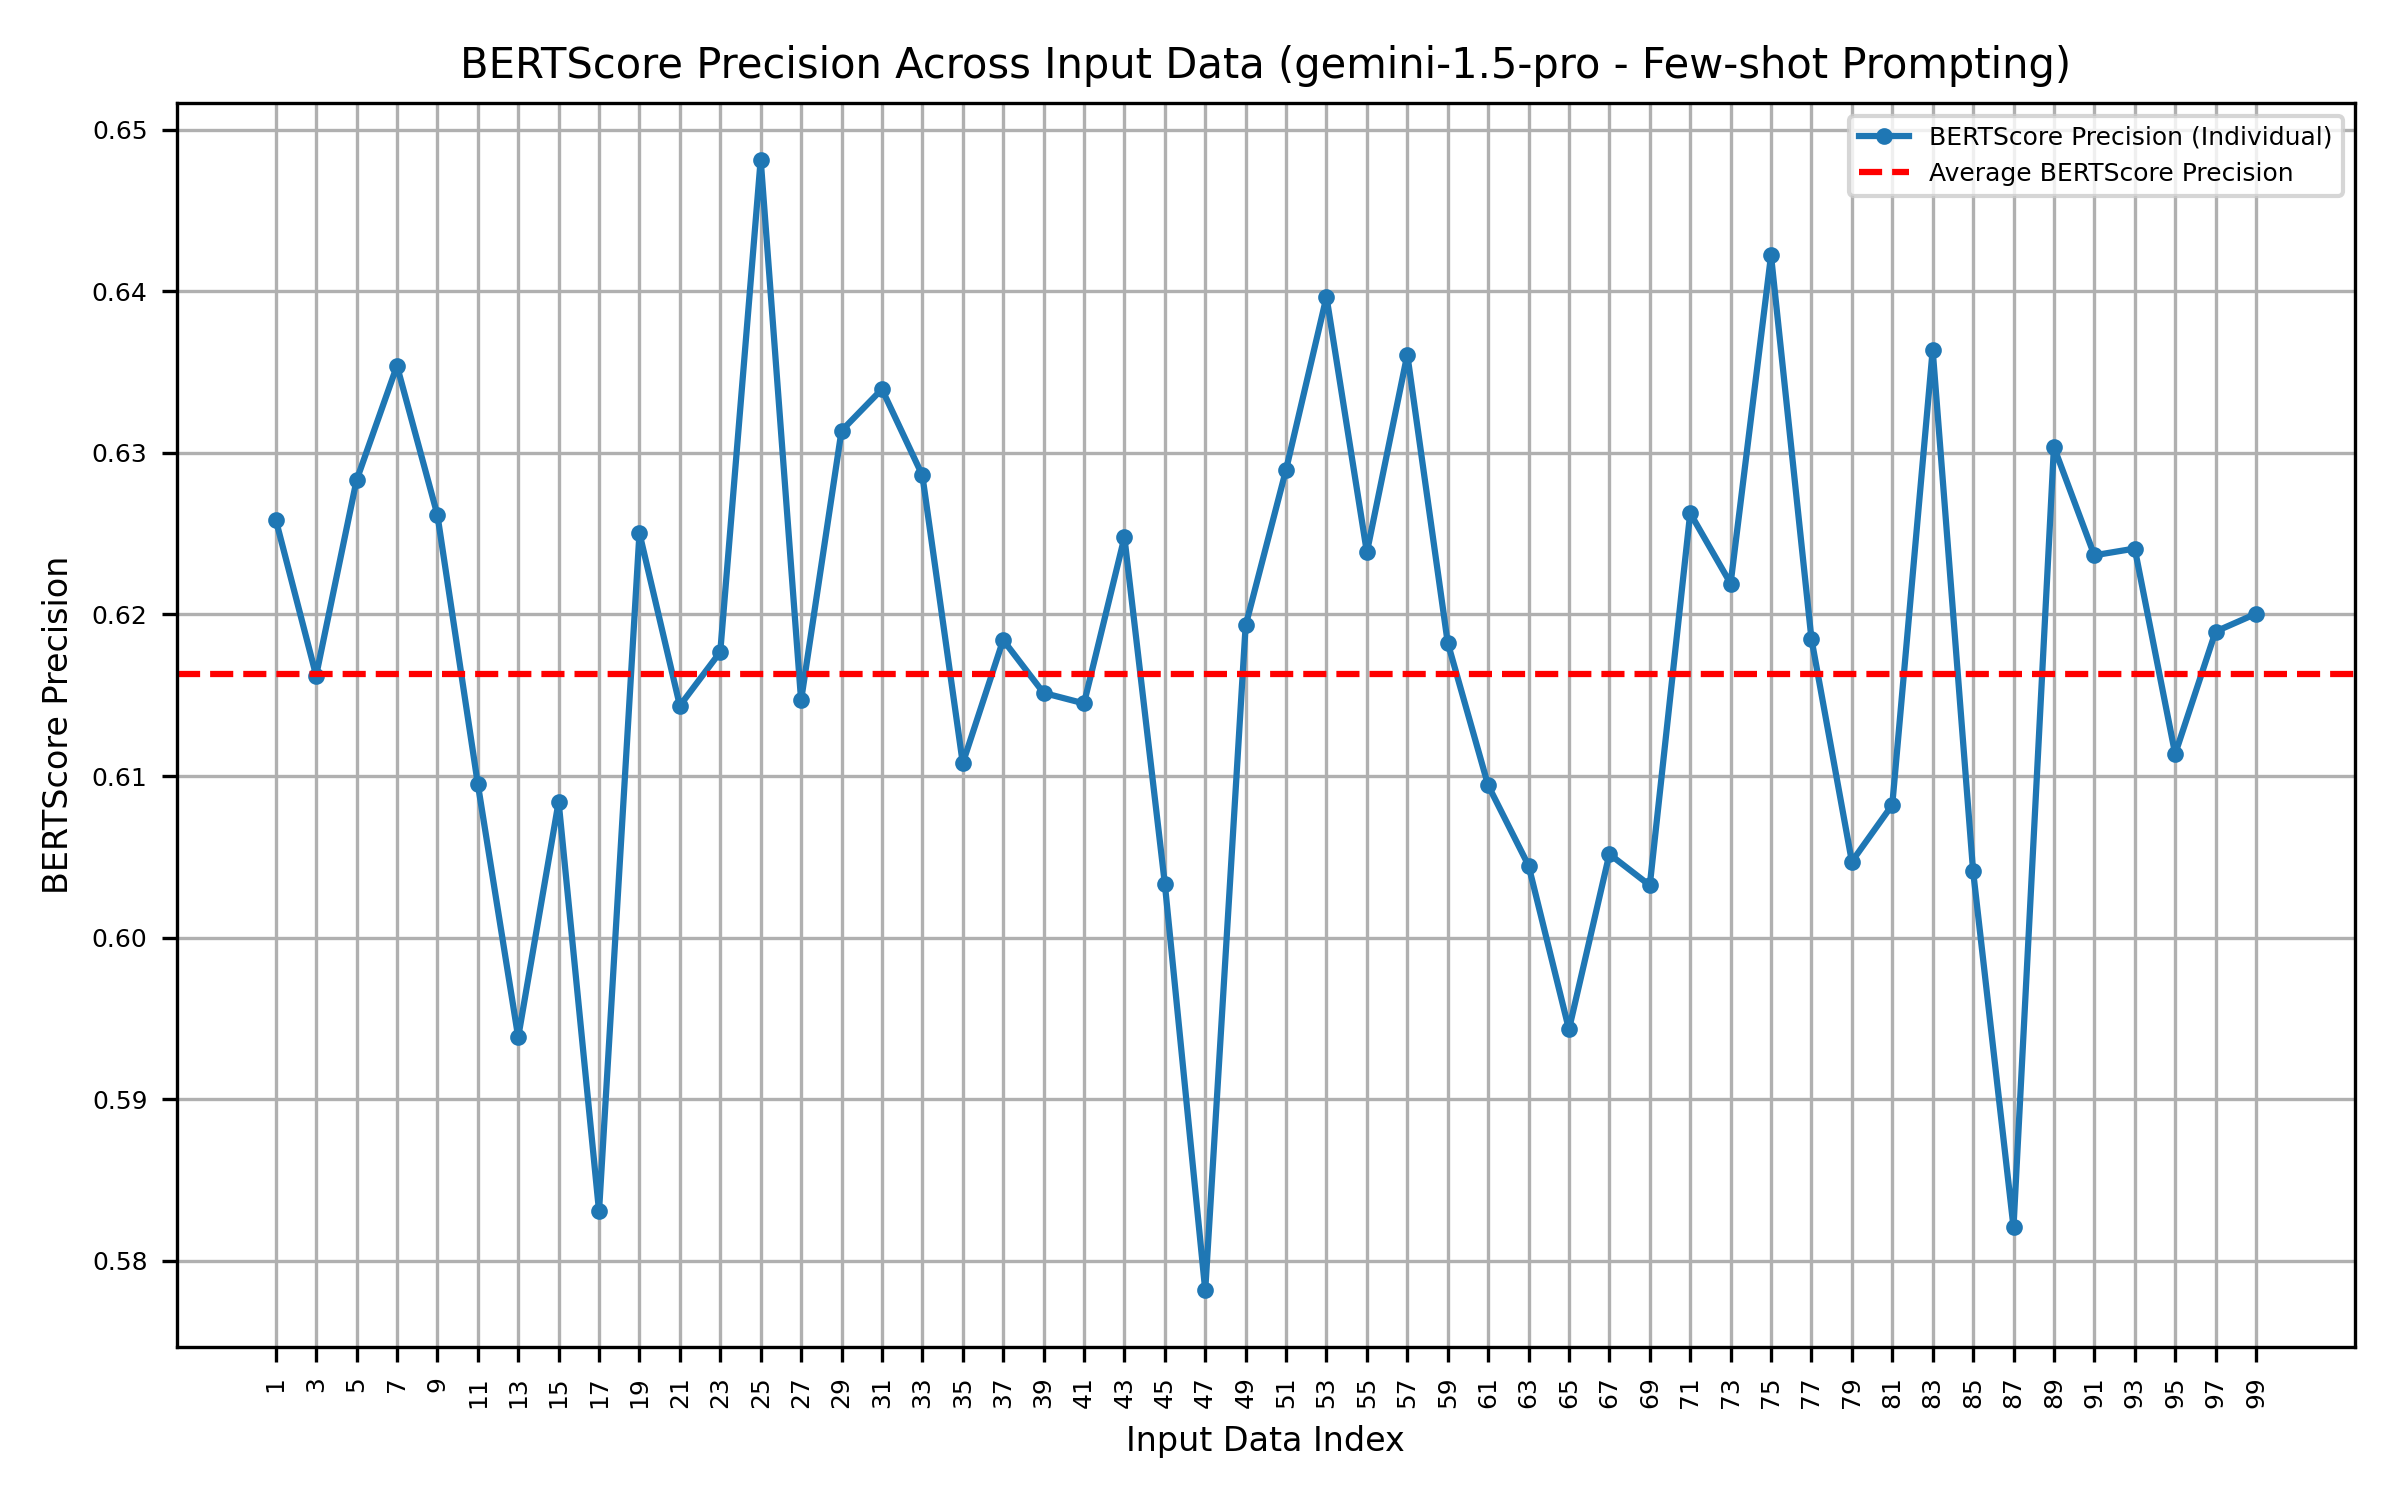 BERTScore Precision Across Input Data (gemini-1.5-pro - Few-shot Prompting)
BERTScore Precision (Individual)
Average BERTScore Precision
BERTScore Precision
0.65
0.64
0.63
0.62
0.61
0.60
0.59
0.58
1 3 5 7 9 11 13 15 17 19 21 23 25 27 29 31 33 35 37 39 41 43 45 47 49 51 53 55 57 59 61 63 65 67 69 71 73 75 77 79 81 83 85 87 89 91 93 95 97 99
Input Data Index